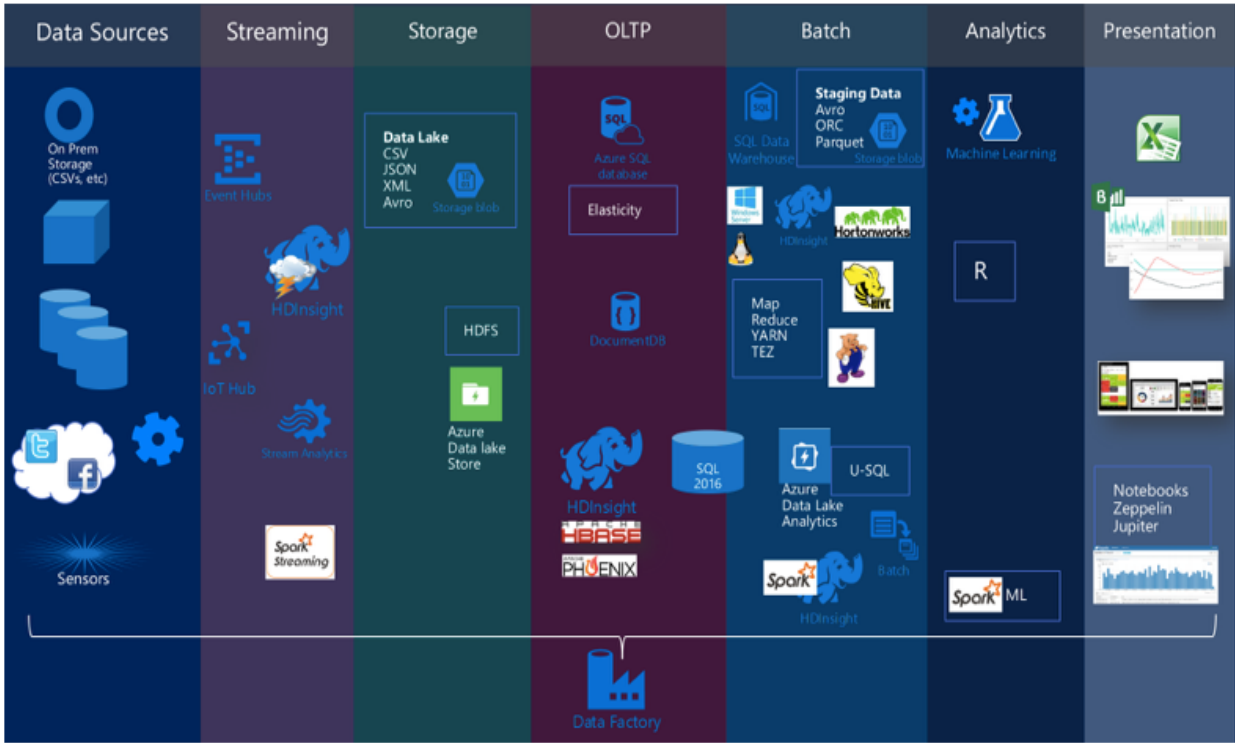 Data Sources
Streaming
Storage
OLTP
Batch
Analytics
Presentation
On Prem
Storage
(CSVs, etc)
Sensors
Event Hubs
HDInsight
IoT Hub
Stream Analytics
Spark
Streaming
Data Lake
CSV
JSON
XML
Avro
Storage blob
HDFS
Azure
Data lake
Store
SQL
Azure SQL
database
Elasticity
DocumentDB
HDInsight
APACHE
HBASE
PHOENIX
SQL
2016
SQL
SQL Data
Warehouse
Staging Data
Avro
ORC
Parquet
Storage blob
Windows
Server
HDInsight
Hortonworks
HIVE
Map
Reduce
YARN
TEZ
U-SQL
Azure
Data Lake
Analytics
Batch
Spark
HDInsight
Machine Learning
R
Spark ML
B
Notebooks
Zeppelin
Jupiter
Data Factory